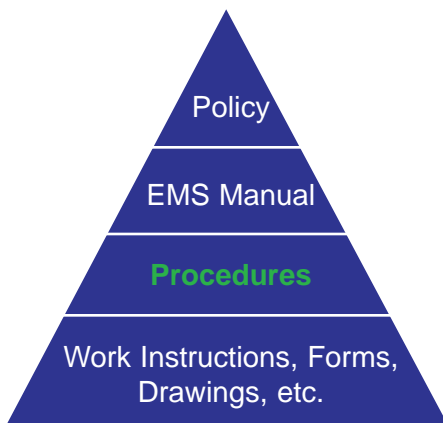 Policy
EMS Manual
Procedures
Work Instructions, Forms,
Drawings, etc.